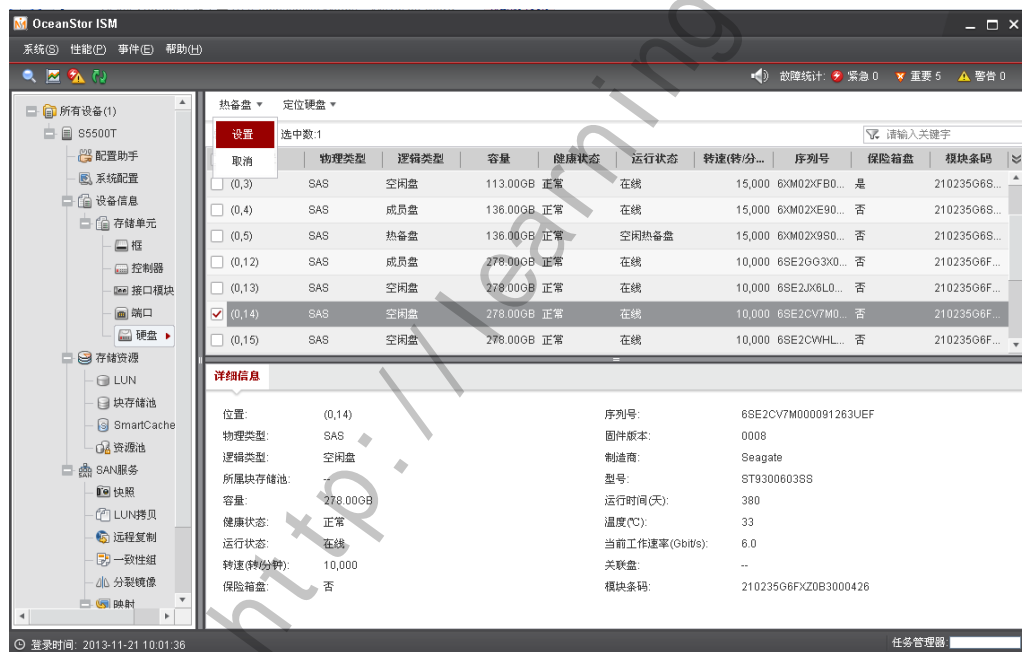 OceanStor ISM
系统(S) 性能(P) 事件(E) 帮助(H)
故障统计: 紧急 0 重要 5 警告 0
所有设备(1)
S5500T
配置助手
系统配置
设备信息
存储单元
框
控制器
接口模块
端口
硬盘
存储资源
LUN
块存储池
SmartCache
资源池
SAN服务
快照
LUN拷贝
远程复制
一致性组
分裂镜像
映射
热备盘 定位硬盘
设置 选中数:1 请输入关键字
取消
物理类型 逻辑类型 容量 健康状态 运行状态 转速(转/分... 序列号 保险箱盘 模块条码
(0,3) SAS 空闲盘 113.00GB 正常 在线 15,000 6XM02XFB0... 是 210235G6S...
(0,4) SAS 成员盘 136.00GB 正常 在线 15,000 6XM02XE90... 否 210235G6S...
(0,5) SAS 热备盘 136.00GB 正常 空闲热备盘 15,000 6XM02X9S0... 否 210235G6S...
(0,12) SAS 成员盘 278.00GB 正常 在线 10,000 6SE2GG3X0... 否 210235G6F...
(0,13) SAS 空闲盘 278.00GB 正常 在线 10,000 6SE2JX6L0... 否 210235G6F...
(0,14) SAS 空闲盘 278.00GB 正常 在线 10,000 6SE2CV7M0... 否 210235G6F...
(0,15) SAS 空闲盘 278.00GB 正常 在线 10,000 6SE2CWHL... 否 210235G6F...
详细信息
位置: (0,14) 序列号: 6SE2CV7M000091263UEF
物理类型: SAS 固件版本: 0008
逻辑类型: 空闲盘 制造商: Seagate
所属块存储池: -- 型号: ST9300603SS
容量: 278.00GB 运行时间(天): 380
健康状态: 正常 温度(℃): 33
运行状态: 在线 当前工作速率(Gbit/s): 6.0
转速(转/分钟): 10,000 关联盘: --
保险箱盘: 否 模块条码: 210235G6FXZ0B3000426
登录时间: 2013-11-21 10:01:36 任务管理器:
http://learning